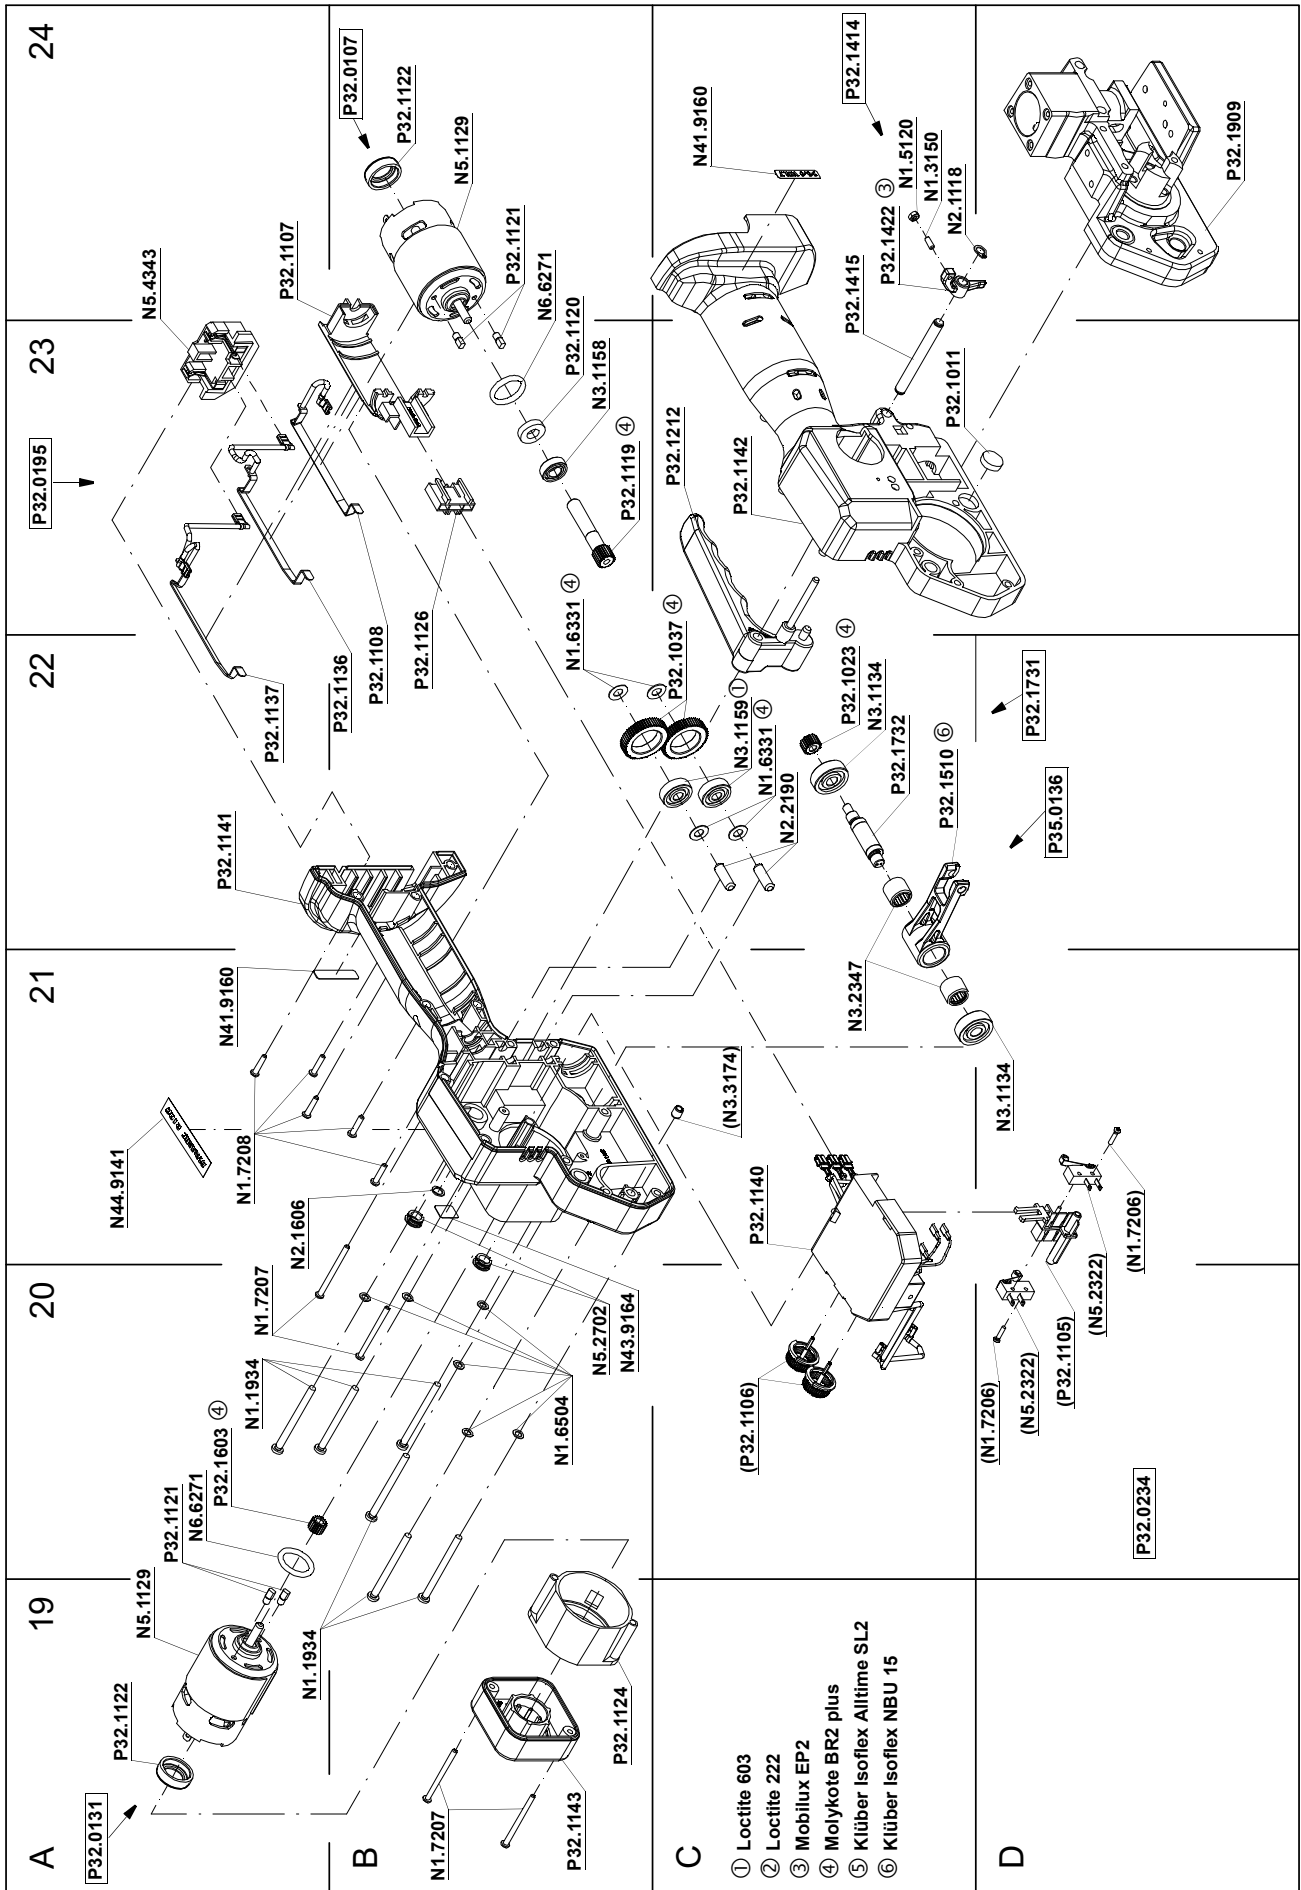 24
P32.0107
P32.1122
N5.1129
N5.4343
P32.1107
P32.1121
N6.6271
P32.1120
N3.1158
P32.1119 ④
N41.9160
P32.1414
N1.5120
N1.3150
P32.1422 ③
N2.1118
P32.1415
P32.1909
23
P32.0195
P32.1212
P32.1142
P32.1011
22
P32.1137
P32.1136
P32.1108
P32.1126
N1.6331 ④
P32.1037 ④
N3.1159 ①
N1.6331 ④
N2.2190
P32.1023 ④
N3.1134
P32.1732
P32.1510 ⑥
P32.1731
P35.0136
P32.1141
21
N41.9160
N44.9141
N1.7208
N2.1606
(N3.3174)
N3.2347
N3.1134
P32.1140
(N1.7206)
(N5.2322)
20
N1.7207
N1.1934
P32.1603 ④
N6.6271
P32.1121
N5.2702
N43.9164
N1.6504
(P32.1106)
(P32.1105)
(N5.2322)
(N1.7206)
P32.0234
19
N5.1129
P32.1122
P32.0131
N1.1934
P32.1124
P32.1143
N1.7207
A
B
C
D
① Loctite 603
② Loctite 222
③ Mobilux EP2
④ Molykote BR2 plus
⑤ Klüber Isoflex Alltime SL2
⑥ Klüber Isoflex NBU 15